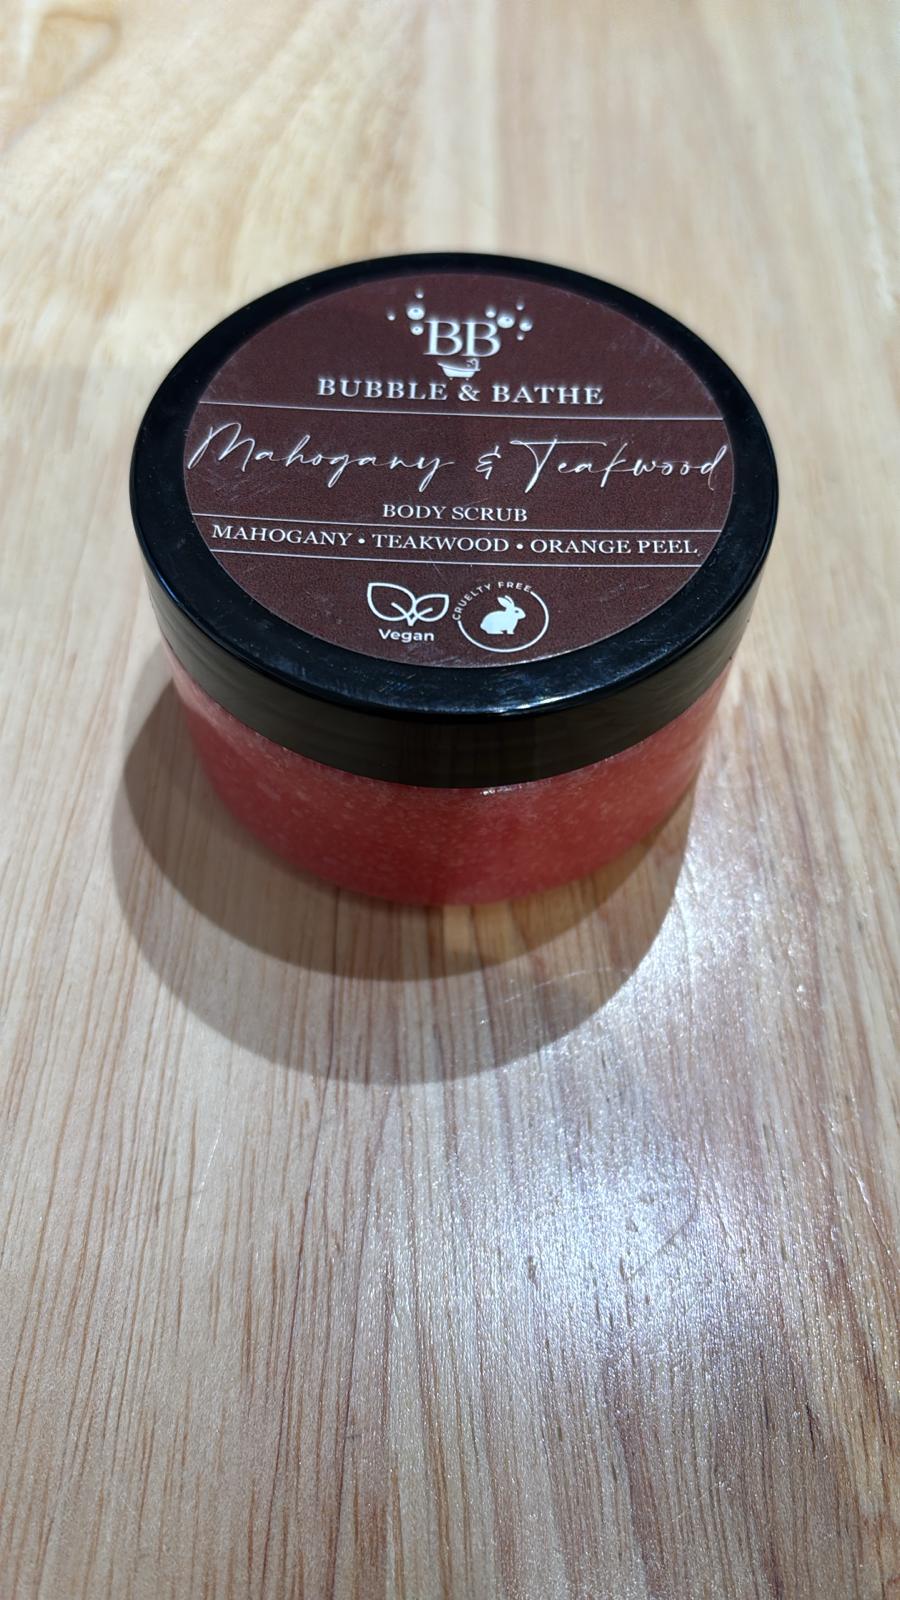 BB
BUBBLE & BATHE
Mahogany & Teakwood
BODY SCRUB
MAHOGANY • TEAKWOOD • ORANGE PEEL
CRUELTY FREE
Vegan